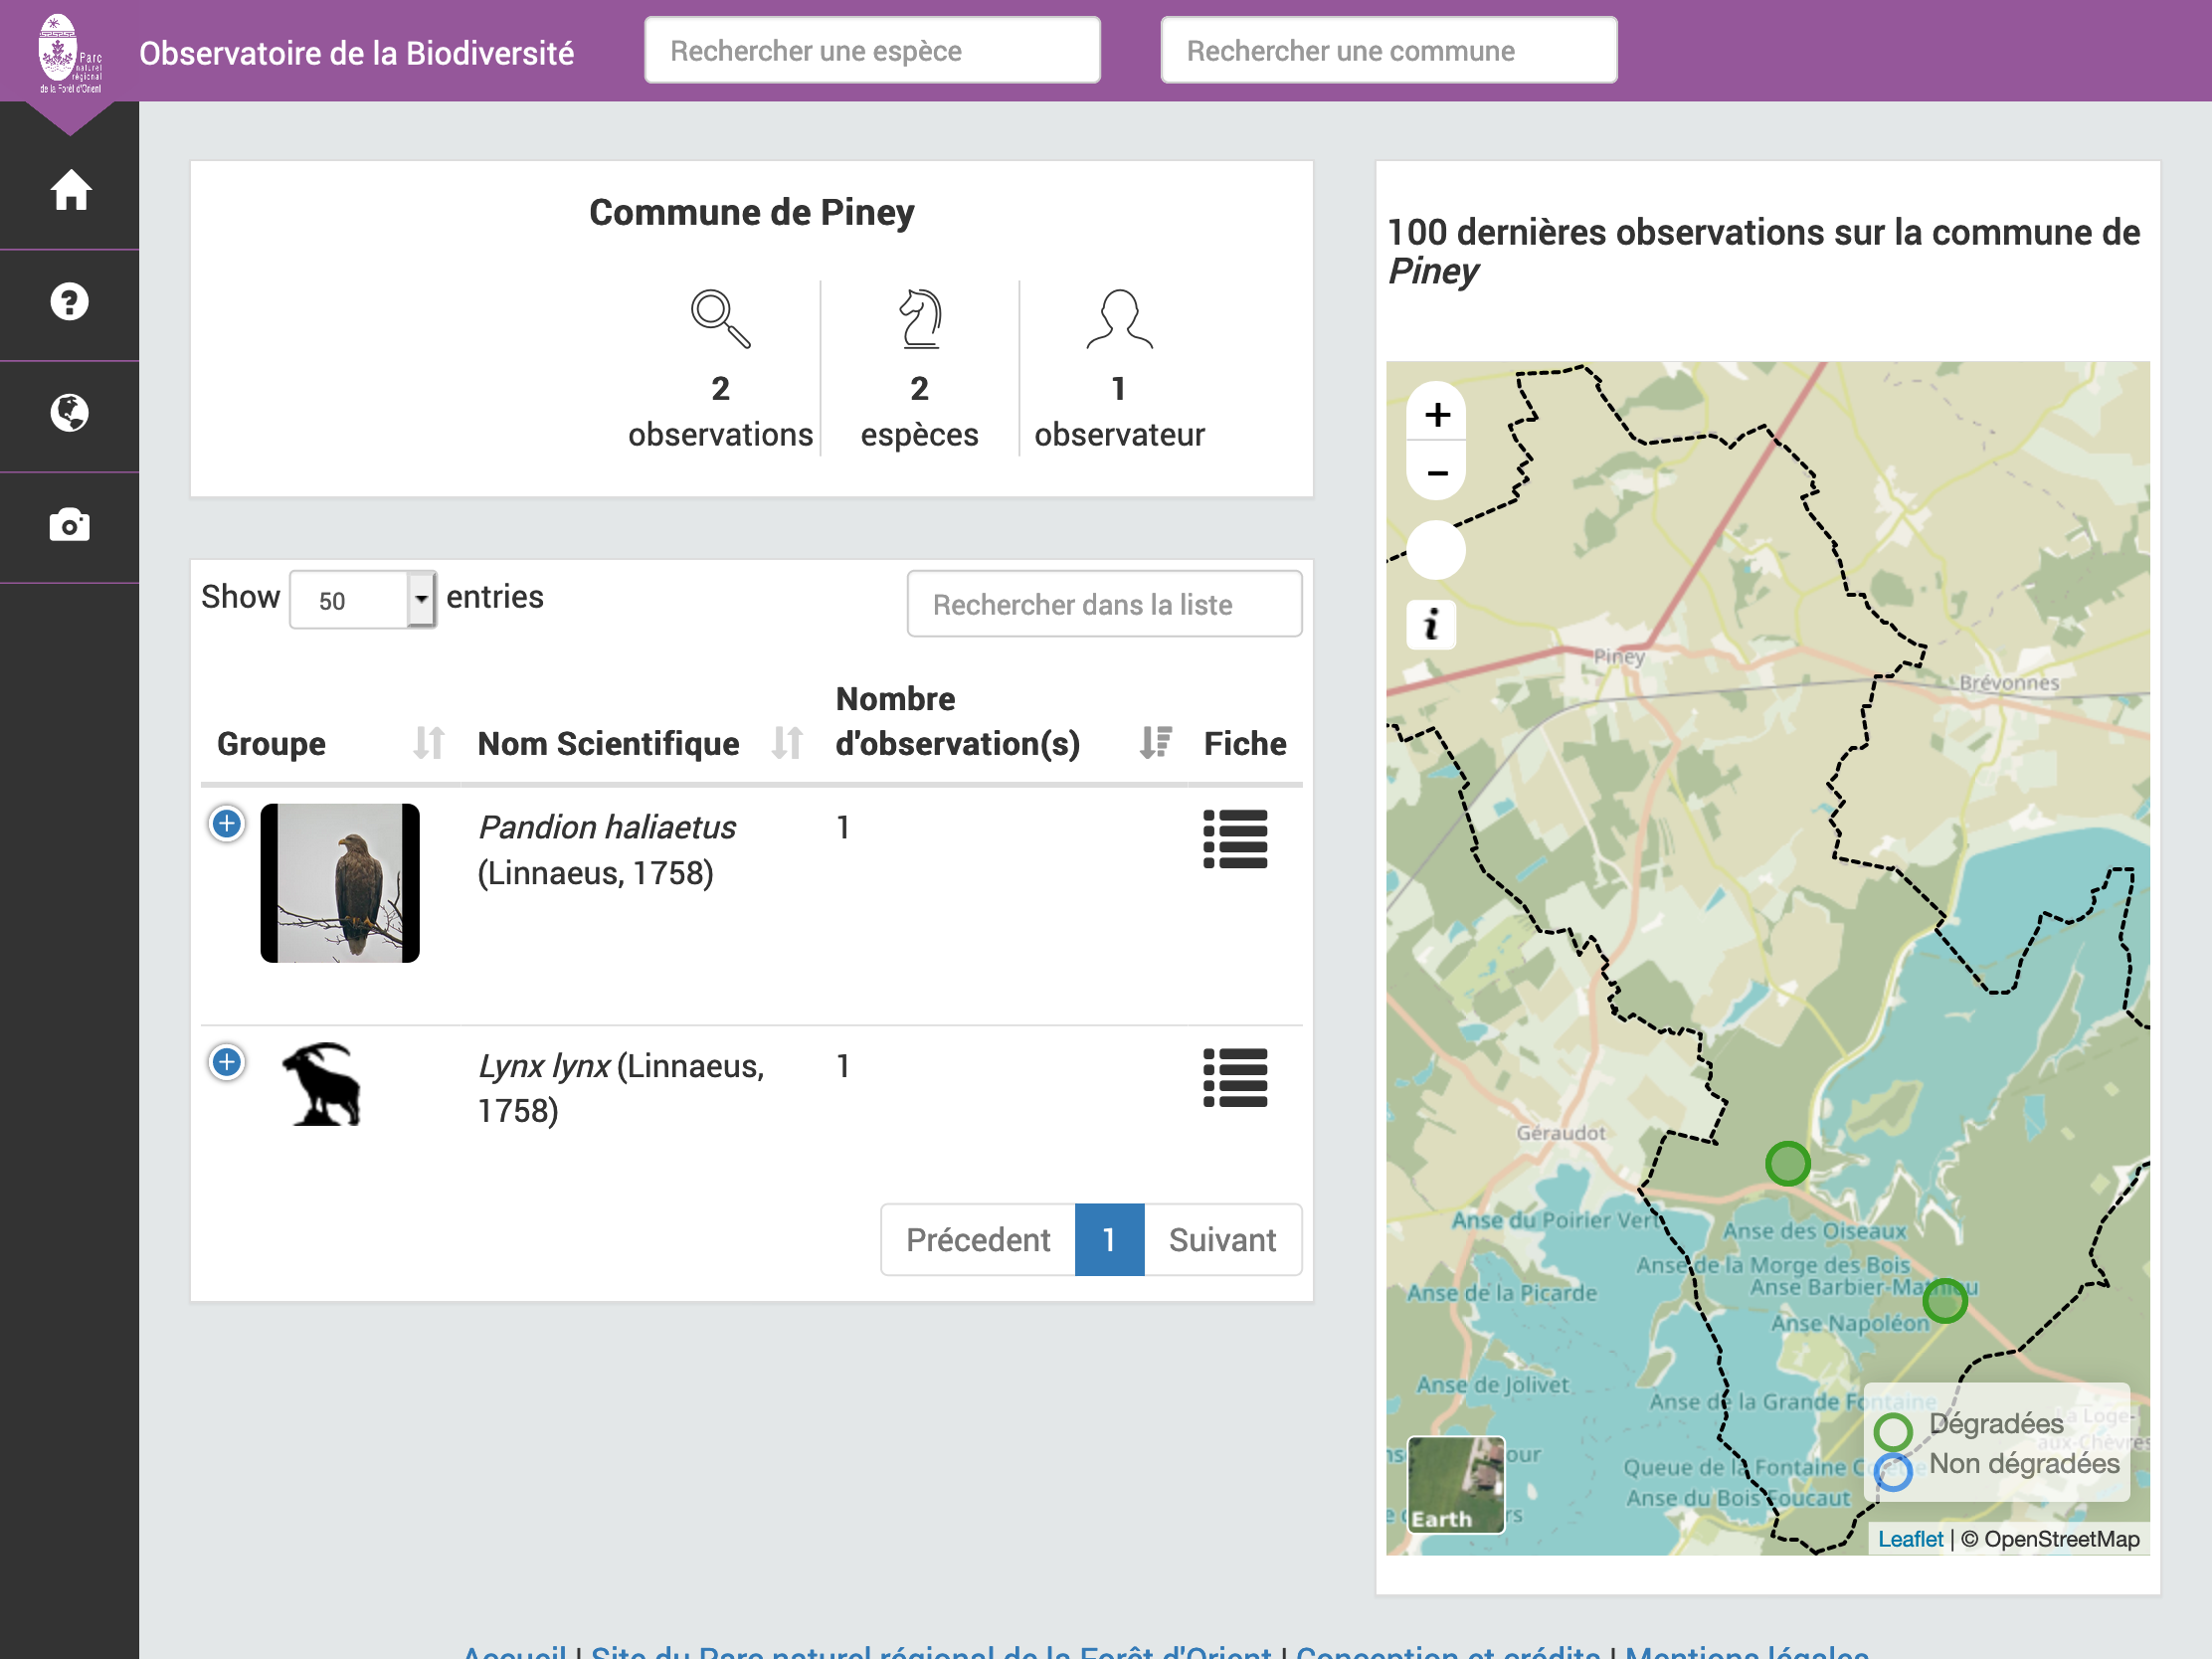 Parc
naturel
régional
de la Forêt d'Orient
Observatoire de la Biodiversité
Rechercher une espèce
Rechercher une commune
Commune de Piney
2
observations
2
espèces
1
observateur
Show 50 entries
Rechercher dans la liste
Groupe
Nom Scientifique
Nombre
d'observation(s)
Fiche
Pandion haliaetus
(Linnaeus, 1758)
1
Lynx lynx (Linnaeus,
1758)
1
Précedent
1
Suivant
100 dernières observations sur la commune de
Piney
+
−
i
Piney
Brévonnes
Géraudot
Anse du Poirier Vert
Anse des Oiseaux
Anse de la Morge des Bois
Anse Barbier-Mathieu
Anse de la Picarde
Anse Napoléon
Anse de Jolivet
Anse de la Grande Fontaine
Dégradées
La Loge-
aux-Chèvres
Non dégradées
Queue de la Fontaine
Anse du Bois Foucaut
Earth
Leaflet | © OpenStreetMap
Accueil | Site du Parc naturel régional de la Forêt d'Orient | Conception et crédits | Mentions légales